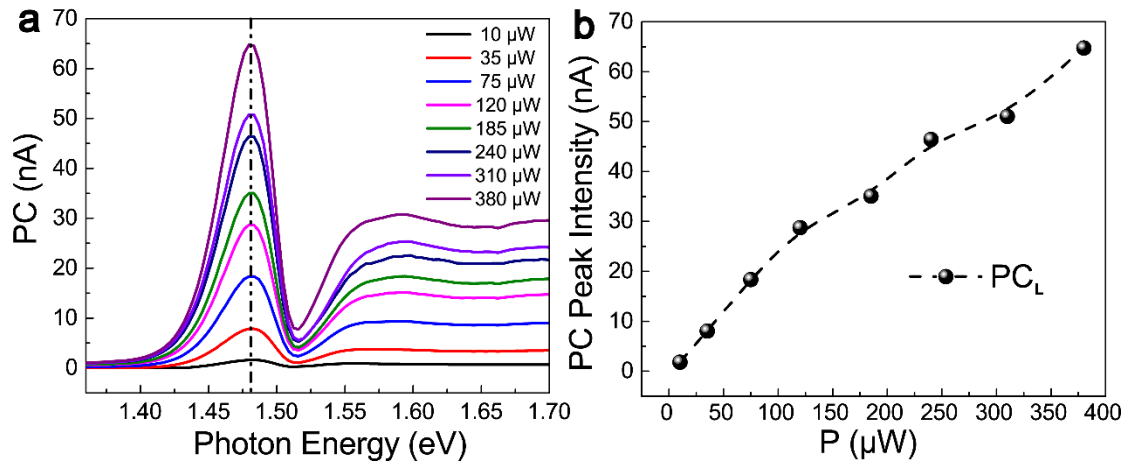 a
70
60
50
40
30
20
10
0
PC (nA)
1.40
1.45
1.50
1.55
1.60
1.65
1.70
Photon Energy (eV)
10 µW
35 µW
75 µW
120 µW
185 µW
240 µW
310 µW
380 µW
b
70
60
50
40
30
20
10
0
PC Peak Intensity (nA)
PC_L
0
50
100
150
200
250
300
350
400
P (µW)